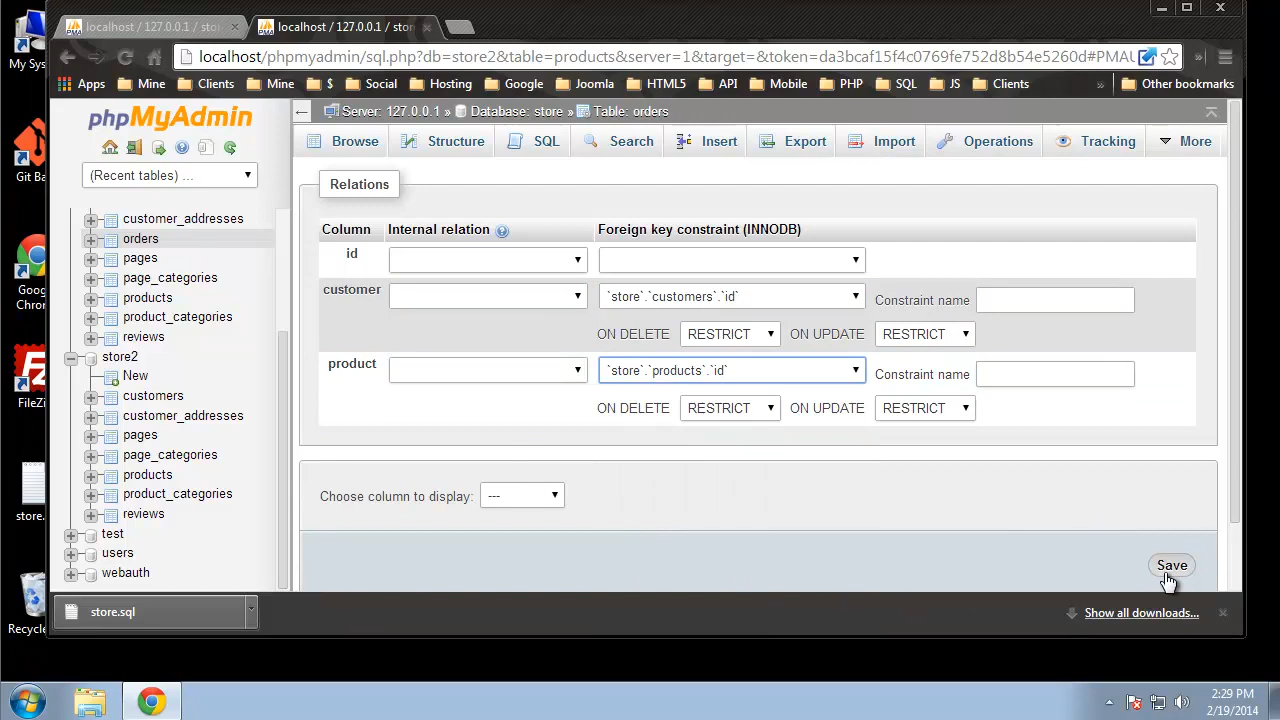 My Sys
Git Ba
Goog
Chron
FileZi
store.
Recycle
localhost / 127.0.0.1 / sto
localhost / 127.0.0.1 / store
localhost/phpmyadmin/sql.php?db=store2&table=products&server=1&target=&token=da3bcaf15f4c0769fe752d8b54e5260d#PMAU
Apps Mine Clients Mine $ Social Hosting Google Joomla HTML5 API Mobile PHP SQL JS Clients » Other bookmarks
phpMyAdmin
(Recent tables) ...
customer_addresses
orders
pages
page_categories
products
product_categories
reviews
store2
New
customers
customer_addresses
pages
page_categories
products
product_categories
reviews
test
users
webauth
Server: 127.0.0.1 » Database: store » Table: orders
Browse Structure SQL Search Insert Export Import Operations Tracking More
Relations
Column Internal relation Foreign key constraint (INNODB)
id
customer `store`.`customers`.`id` Constraint name
ON DELETE RESTRICT ON UPDATE RESTRICT
product `store`.`products`.`id` Constraint name
ON DELETE RESTRICT ON UPDATE RESTRICT
Choose column to display: ---
Save
store.sql
Show all downloads...
2:29 PM
2/19/2014